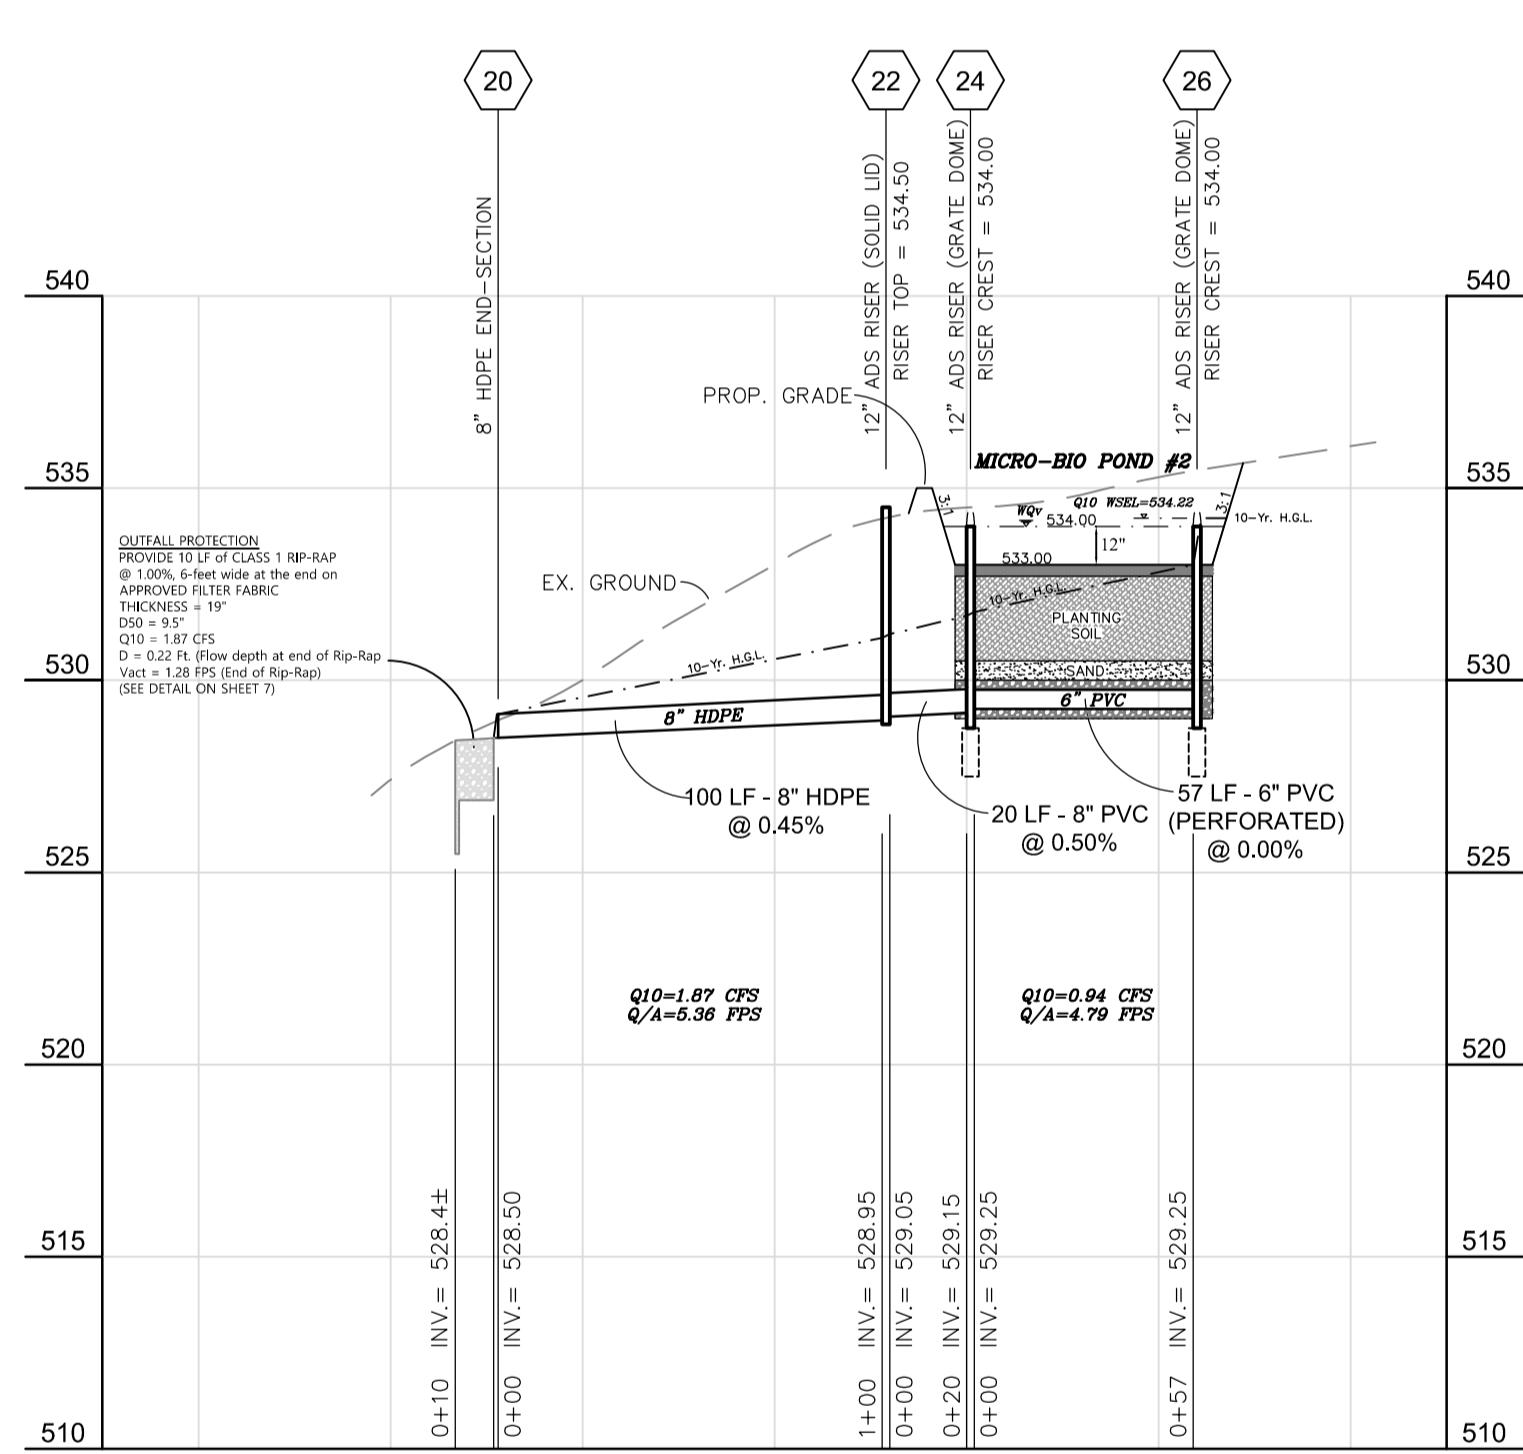 20
22
24
26
8" HDPE END-SECTION
12" ADS RISER (SOLID LID)
RISER TOP = 534.50
12" ADS RISER (GRATE DOME)
RISER CREST = 534.00
12" ADS RISER (GRATE DOME)
RISER CREST = 534.00
540
540
PROP. GRADE
MICRO-BIO POND #2
535
535
3:1
WQv
534.00
Q10 WSEL=534.22
3:1
10-Yr. H.G.L.
12"
533.00
OUTFALL PROTECTION
PROVIDE 10 LF of CLASS 1 RIP-RAP
@ 1.00%, 6-feet wide at the end on
APPROVED FILTER FABRIC
THICKNESS = 19"
D50 = 9.5"
Q10 = 1.87 CFS
D = 0.22 Ft. (Flow depth at end of Rip-Rap
Vact = 1.28 FPS (End of Rip-Rap)
(SEE DETAIL ON SHEET 7)
EX. GROUND
10-Yr. H.G.L.
10-Yr. H.G.L.
PLANTING
SOIL
SAND
530
530
8" HDPE
6" PVC
100 LF - 8" HDPE
@ 0.45%
20 LF - 8" PVC
@ 0.50%
57 LF - 6" PVC
(PERFORATED)
@ 0.00%
525
525
Q10=1.87 CFS
Q/A=5.36 FPS
Q10=0.94 CFS
Q/A=4.79 FPS
520
520
515
515
0+10 INV.= 528.4±
0+00 INV.= 528.50
1+00 INV.= 528.95
0+00 INV.= 529.05
0+20 INV.= 529.15
0+00 INV.= 529.25
0+57 INV.= 529.25
510
510